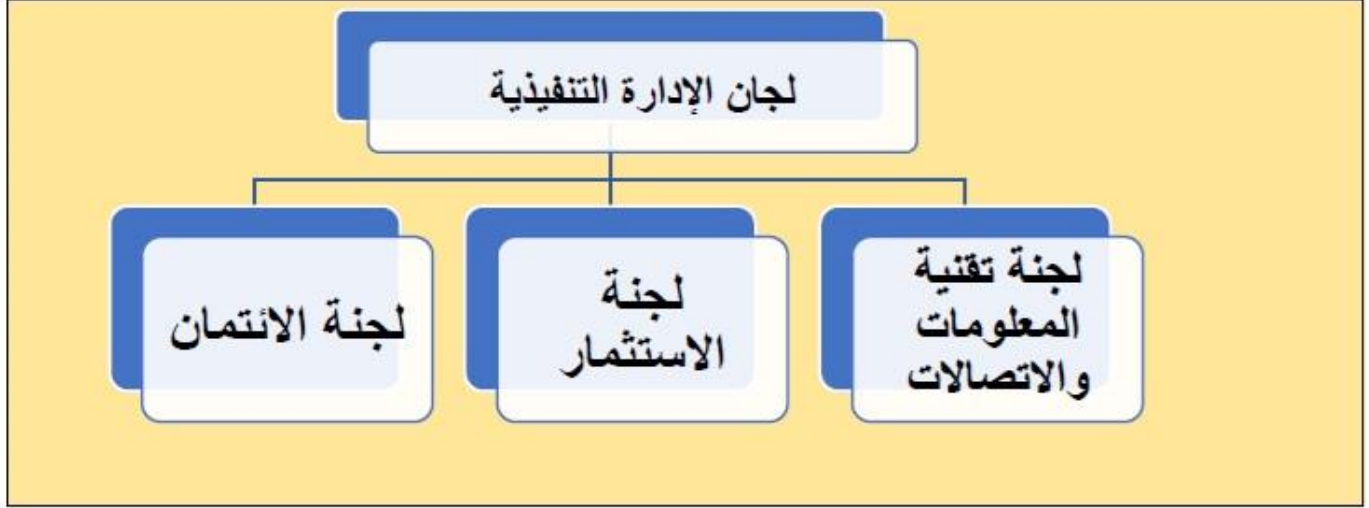 لجان الإدارة التنفيذية
لجنة تقنية
المعلومات
والاتصالات
لجنة
الاستثمار
لجنة الائتمان